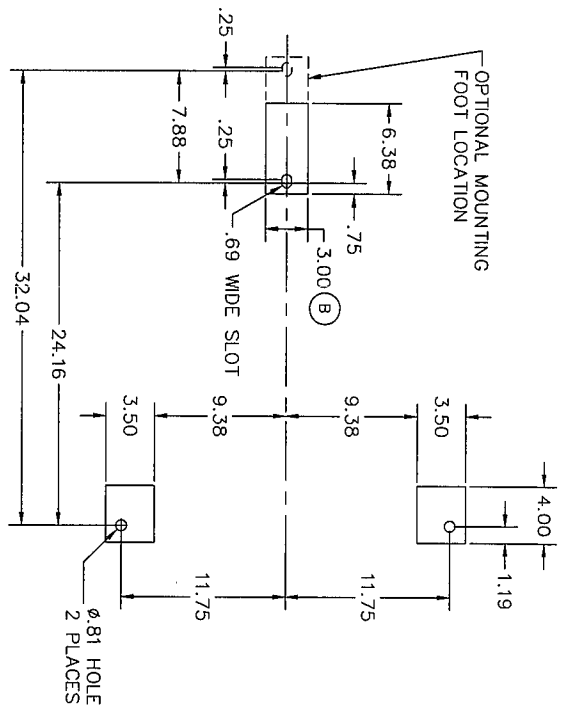 OPTIONAL MOUNTING
FOOT LOCATION
6.38
.75
3.00 B
.25
.25
7.88
.69 WIDE SLOT
24.16
32.04
4.00
1.19
3.50
9.38
9.38
3.50
11.75
11.75
Ø.81 HOLE
2 PLACES